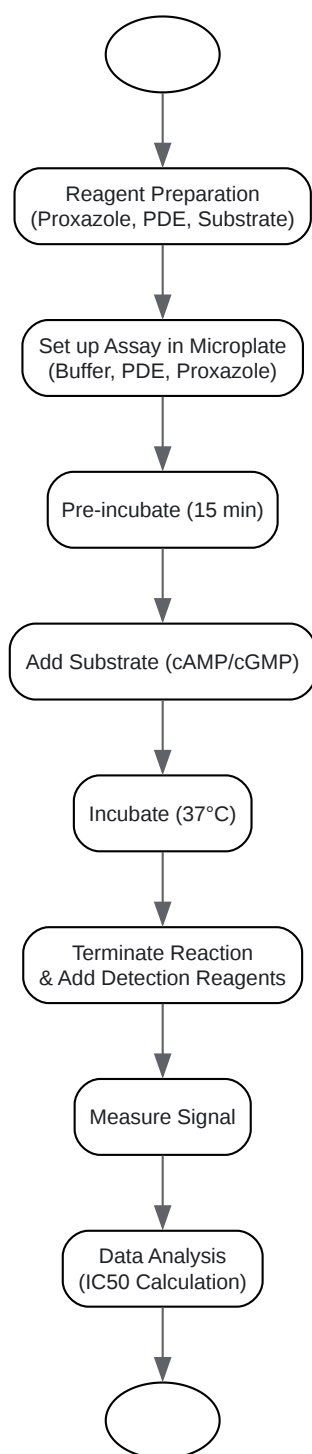 Reagent Preparation
(Proxazole, PDE, Substrate)
Set up Assay in Microplate
(Buffer, PDE, Proxazole)
Pre-incubate (15 min)
Add Substrate (cAMP/cGMP)
Incubate (37°C)
Terminate Reaction
& Add Detection Reagents
Measure Signal
Data Analysis
(IC50 Calculation)